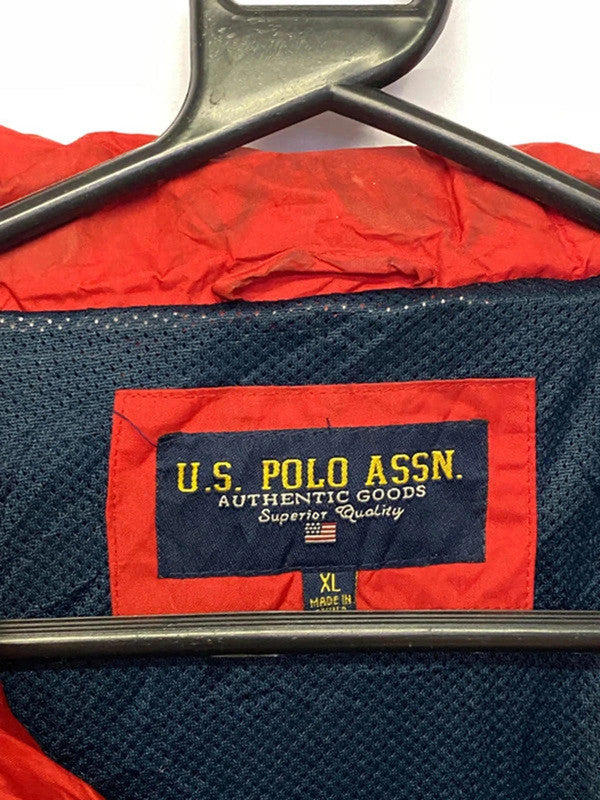 U.S. POLO ASSN.
AUTHENTIC GOODS
Superior Quality
XL
MADE IN